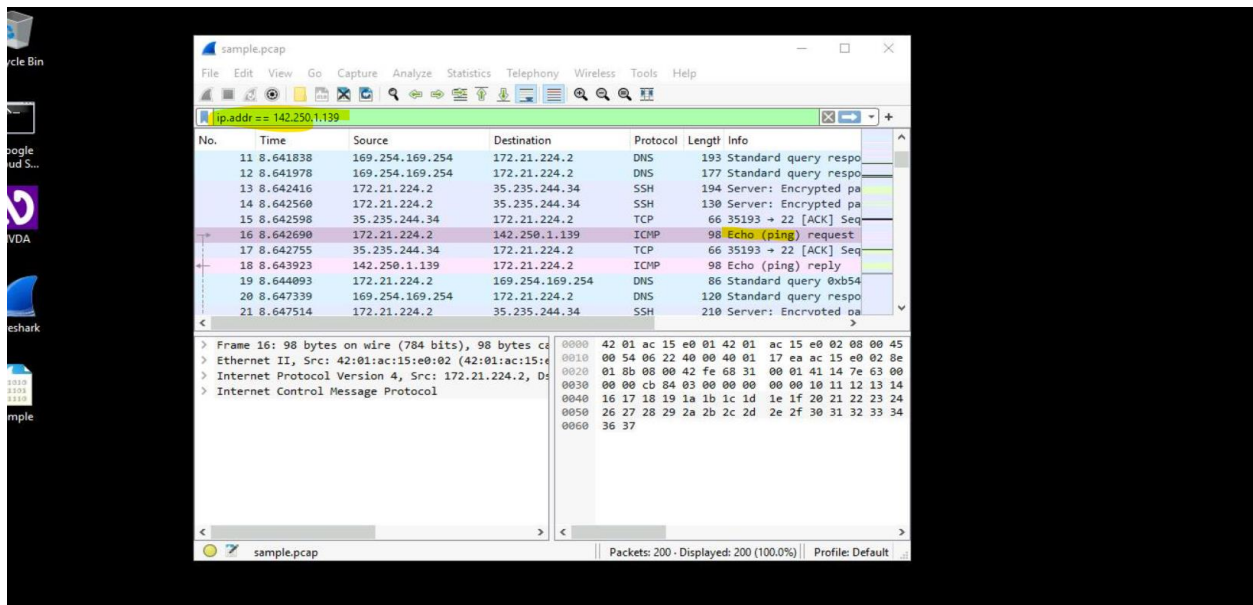 ycle Bin
oogle
oud S...
VDA
eshark
mple
sample.pcap
File Edit View Go Capture Analyze Statistics Telephony Wireless Tools Help
ip.addr == 142.250.1.139
No. Time Source Destination Protocol Length Info
11 8.641838 169.254.169.254 172.21.224.2 DNS 193 Standard query respo
12 8.641978 169.254.169.254 172.21.224.2 DNS 177 Standard query respo
13 8.642416 172.21.224.2 35.235.244.34 SSH 194 Server: Encrypted pa
14 8.642560 172.21.224.2 35.235.244.34 SSH 130 Server: Encrypted pa
15 8.642598 35.235.244.34 172.21.224.2 TCP 66 35193 → 22 [ACK] Seq
16 8.642690 172.21.224.2 142.250.1.139 ICMP 98 Echo (ping) request
17 8.642755 35.235.244.34 172.21.224.2 TCP 66 35193 → 22 [ACK] Seq
18 8.643923 142.250.1.139 172.21.224.2 ICMP 98 Echo (ping) reply
19 8.644093 172.21.224.2 169.254.169.254 DNS 86 Standard query 0xb54
20 8.647339 169.254.169.254 172.21.224.2 DNS 120 Standard query respo
21 8.647514 172.21.224.2 35.235.244.34 SSH 210 Server: Encrypted pa
> Frame 16: 98 bytes on wire (784 bits), 98 bytes ca
> Ethernet II, Src: 42:01:ac:15:e0:02 (42:01:ac:15:e
> Internet Protocol Version 4, Src: 172.21.224.2, Ds
> Internet Control Message Protocol
0000 42 01 ac 15 e0 01 42 01 ac 15 e0 02 08 00 45
0010 00 54 06 22 40 00 40 01 17 ea ac 15 e0 02 8e
0020 01 8b 08 00 42 fe 68 31 00 01 41 14 7e 63 00
0030 00 00 cb 84 03 00 00 00 00 00 10 11 12 13 14
0040 16 17 18 19 1a 1b 1c 1d 1e 1f 20 21 22 23 24
0050 26 27 28 29 2a 2b 2c 2d 2e 2f 30 31 32 33 34
0060 36 37
sample.pcap
Packets: 200 · Displayed: 200 (100.0%)
Profile: Default